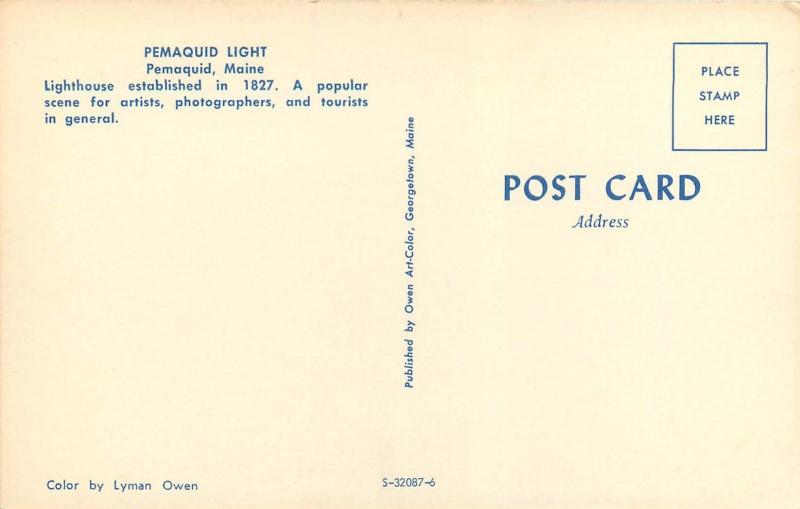 PEMAQUID LIGHT
Pemaquid, Maine
Lighthouse established in 1827. A popular
scene for artists, photographers, and tourists
in general.
Color by Lyman Owen
Published by Owen Art-Color, Georgetown, Maine
S-32087-6
PLACE
STAMP
HERE
POST CARD
Address